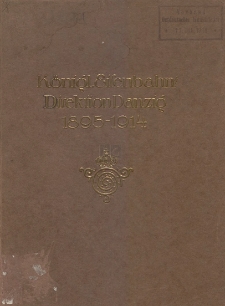 Königl. Eisenbahn
Direktion Danzig
1895-1914